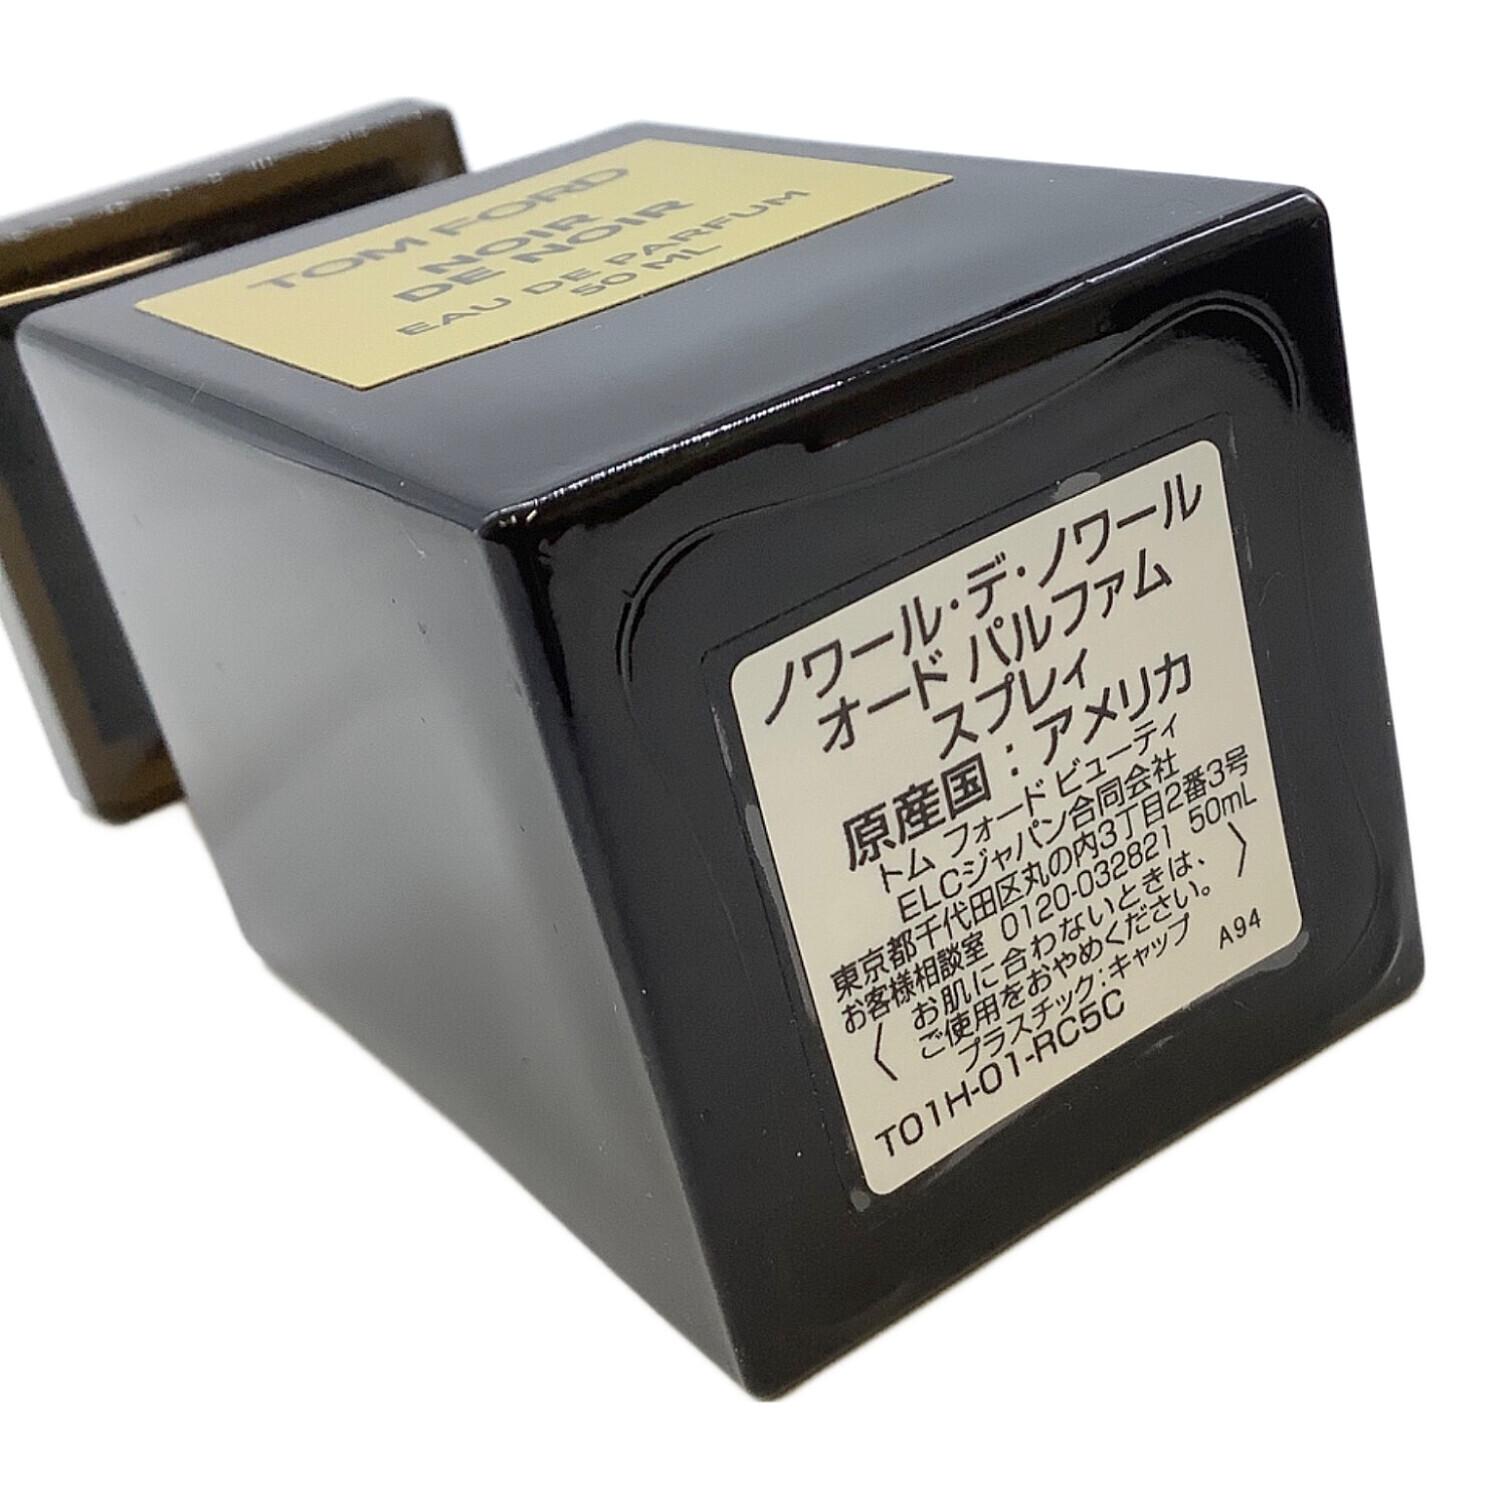 TOM FORD
NOIR
DE NOIR
EAU DE PARFUM
50 ML
ノワール・デ・ノワール
オード パルファム
スプレィ
原産国：アメリカ
トム フォード ビューティ
ELCジャパン合同会社
東京都千代田区丸の内3丁目2番3号
お客様相談室 0120-032821 50mL
〈 お肌に合わないときは、
ご使用をおやめください。 〉
プラスチック:キャップ
T01H-01-RC5C
A94